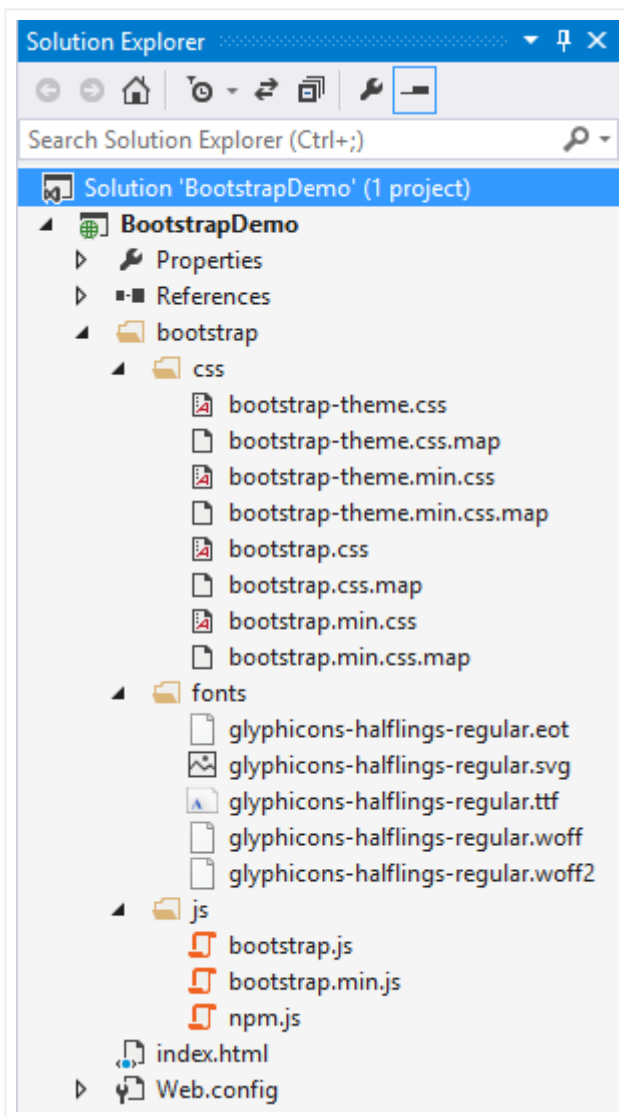 Solution Explorer
Search Solution Explorer (Ctrl+;)
Solution 'BootstrapDemo' (1 project)
BootstrapDemo
Properties
References
bootstrap
css
bootstrap-theme.css
bootstrap-theme.css.map
bootstrap-theme.min.css
bootstrap-theme.min.css.map
bootstrap.css
bootstrap.css.map
bootstrap.min.css
bootstrap.min.css.map
fonts
glyphicons-halflings-regular.eot
glyphicons-halflings-regular.svg
glyphicons-halflings-regular.ttf
glyphicons-halflings-regular.woff
glyphicons-halflings-regular.woff2
js
bootstrap.js
bootstrap.min.js
npm.js
index.html
Web.config